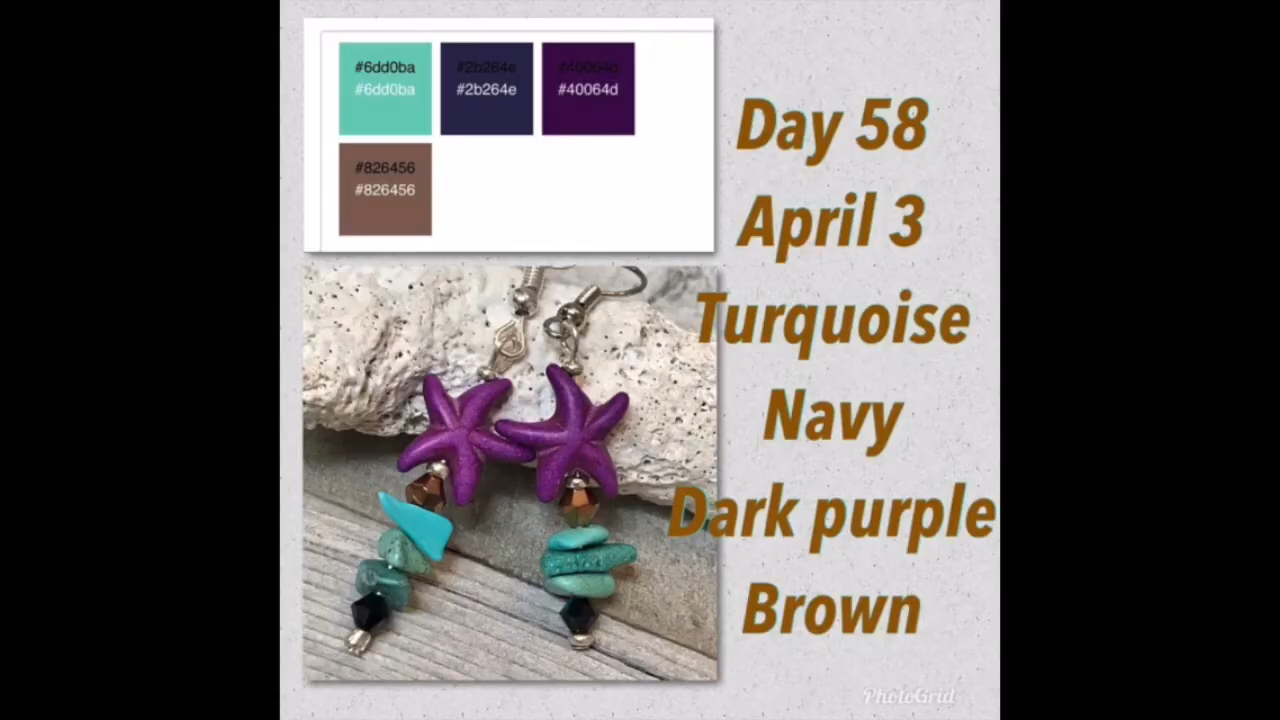 #6dd0ba #2b264e #40064d
#6dd0ba #2b264e #40064d
#826456
#826456
Day 58
April 3
Turquoise
Navy
Dark purple
Brown
PhotoGrid